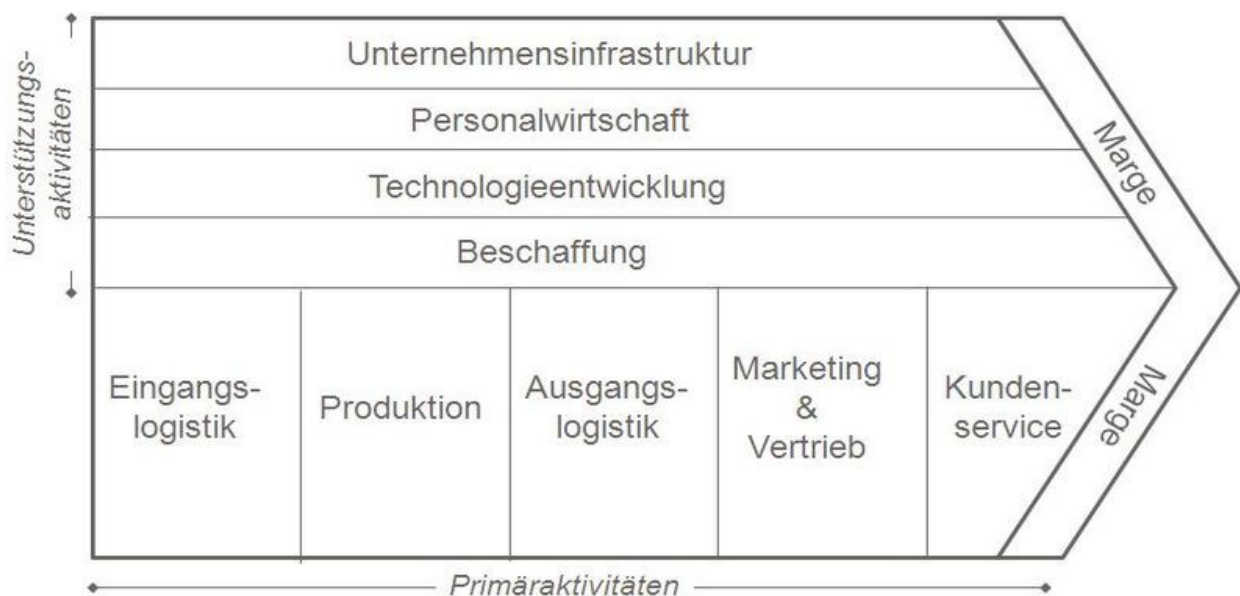 Unterstützungs-
aktivitäten
Unternehmensinfrastruktur
Personalwirtschaft
Technologieentwicklung
Beschaffung
Marge
Eingangs-
logistik
Produktion
Ausgangs-
logistik
Marketing
&
Vertrieb
Kunden-
service
Marge
Primäraktivitäten